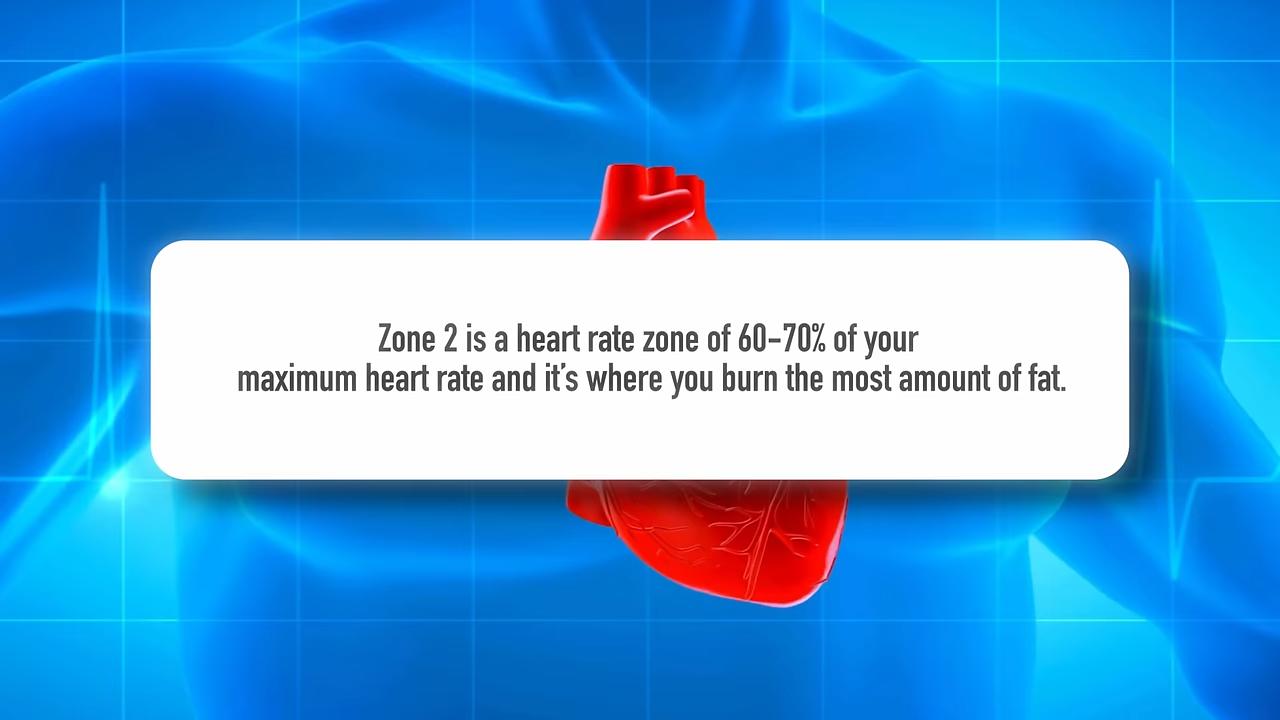 Zone 2 is a heart rate zone of 60-70% of your
maximum heart rate and it's where you burn the most amount of fat.